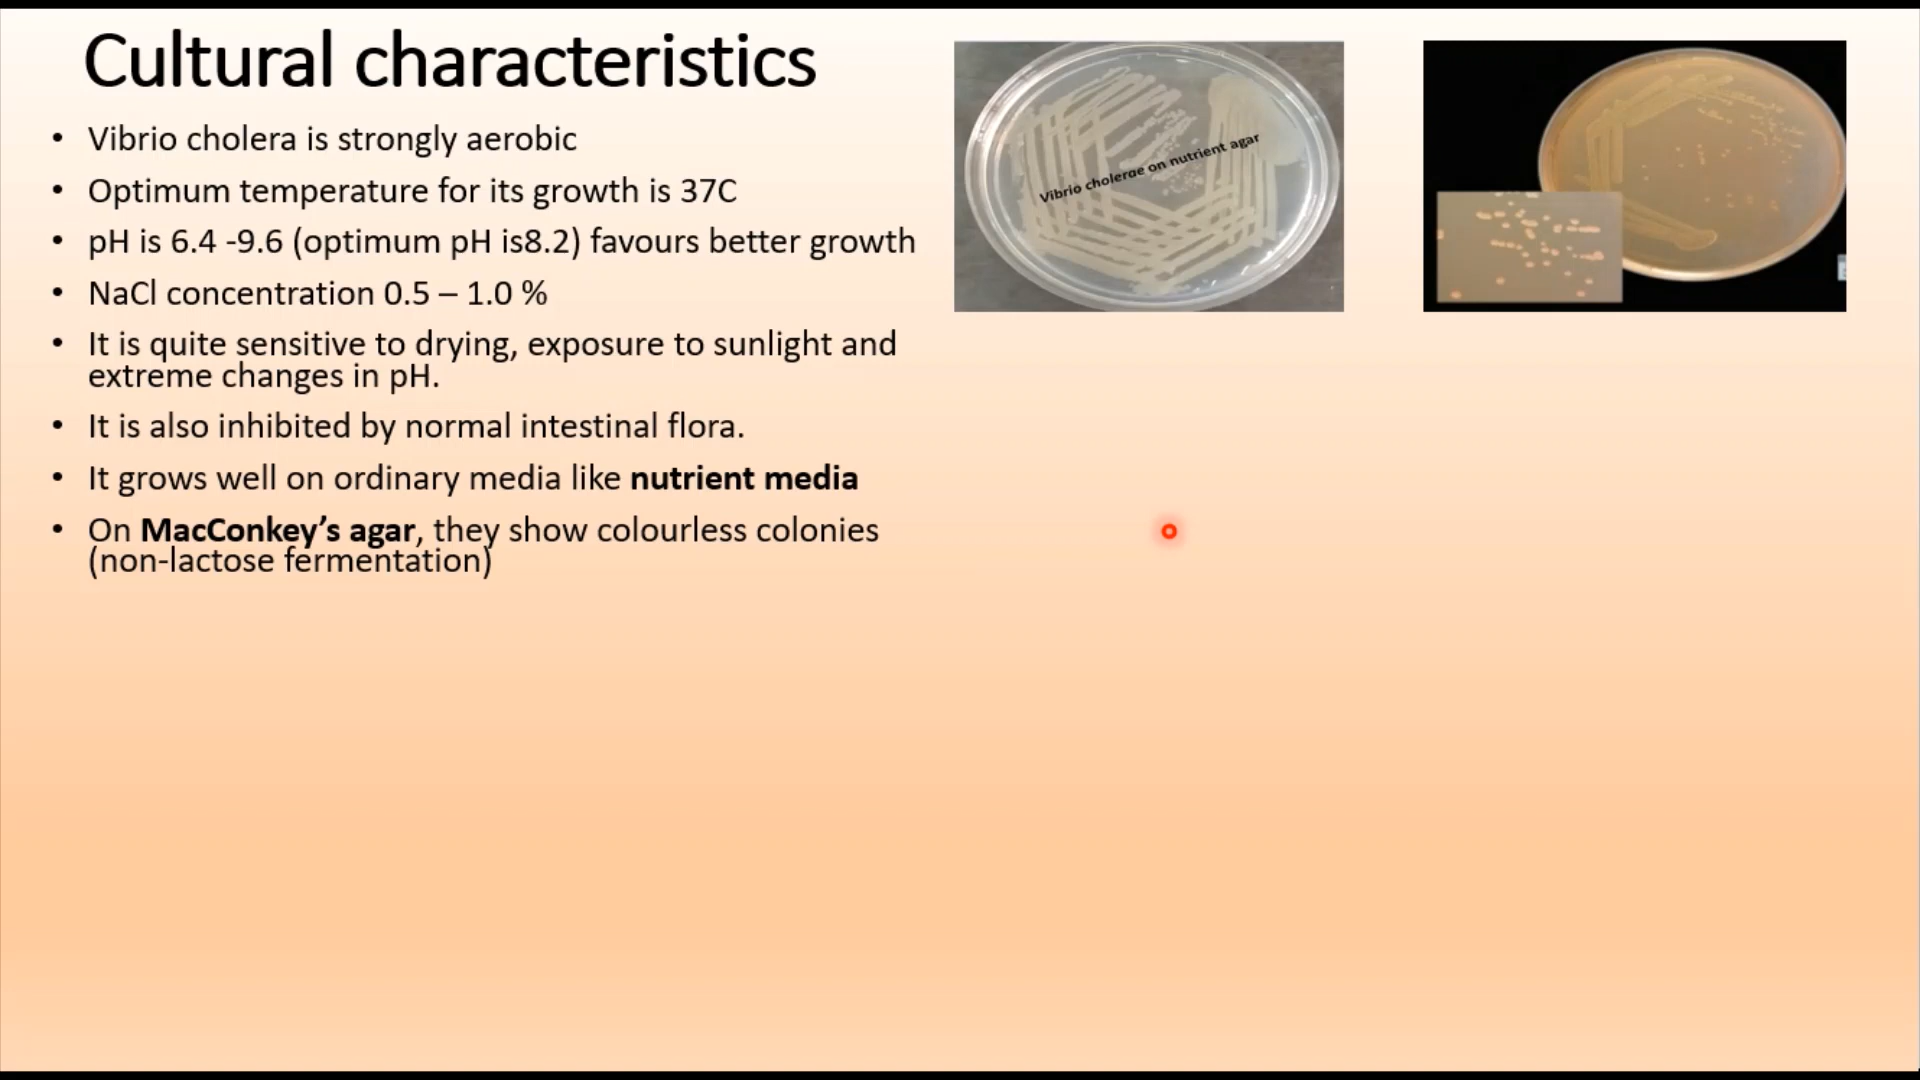 Cultural characteristics
• Vibrio cholera is strongly aerobic
• Optimum temperature for its growth is 37C
• pH is 6.4 -9.6 (optimum pH is8.2) favours better growth
• NaCl concentration 0.5 – 1.0 %
• It is quite sensitive to drying, exposure to sunlight and
extreme changes in pH.
• It is also inhibited by normal intestinal flora.
• It grows well on ordinary media like nutrient media
• On MacConkey’s agar, they show colourless colonies
(non-lactose fermentation)
Vibrio cholerae on nutrient agar